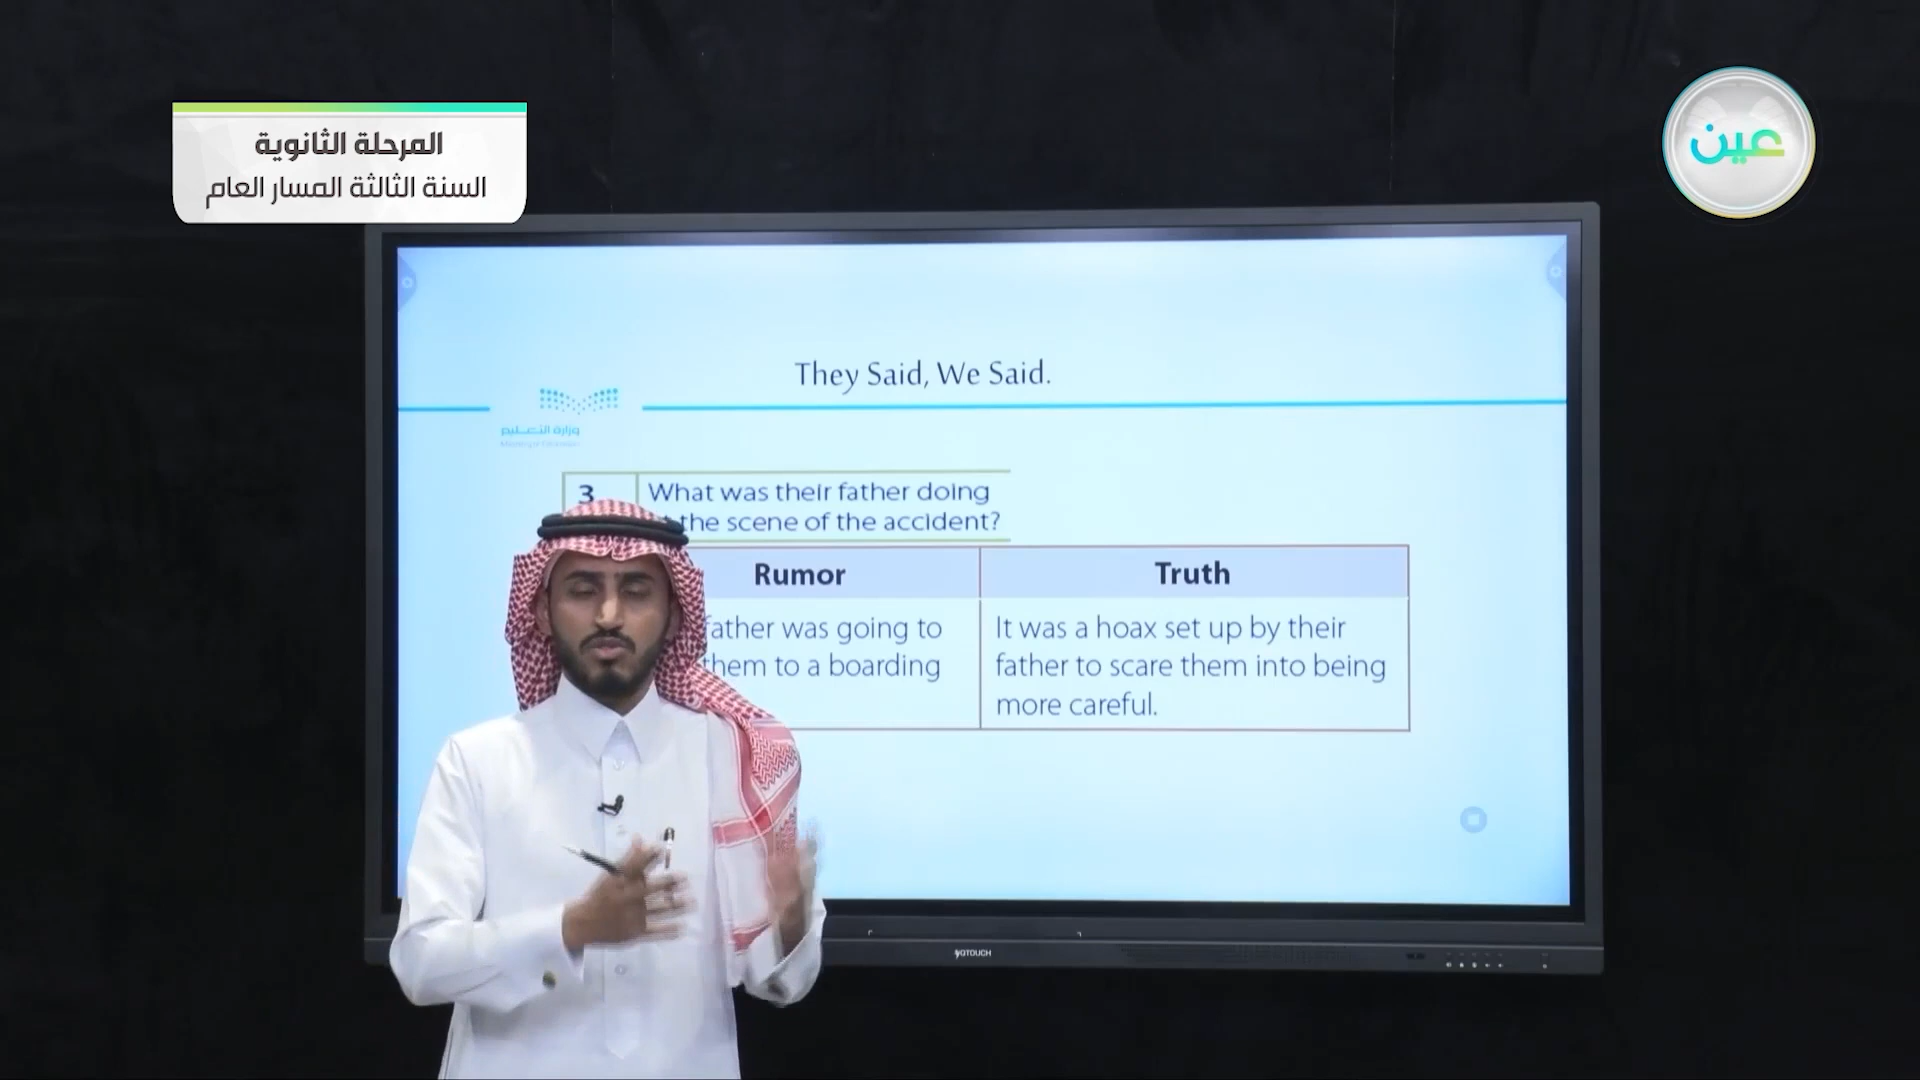 المرحلة الثانوية
السنة الثالثة المسار العام
عين
They Said, We Said.
وزارة التعليم
3 What was their father doing
the scene of the accident?
Rumor Truth
father was going to
them to a boarding
It was a hoax set up by their
father to scare them into being
more careful.
YOTOUCH